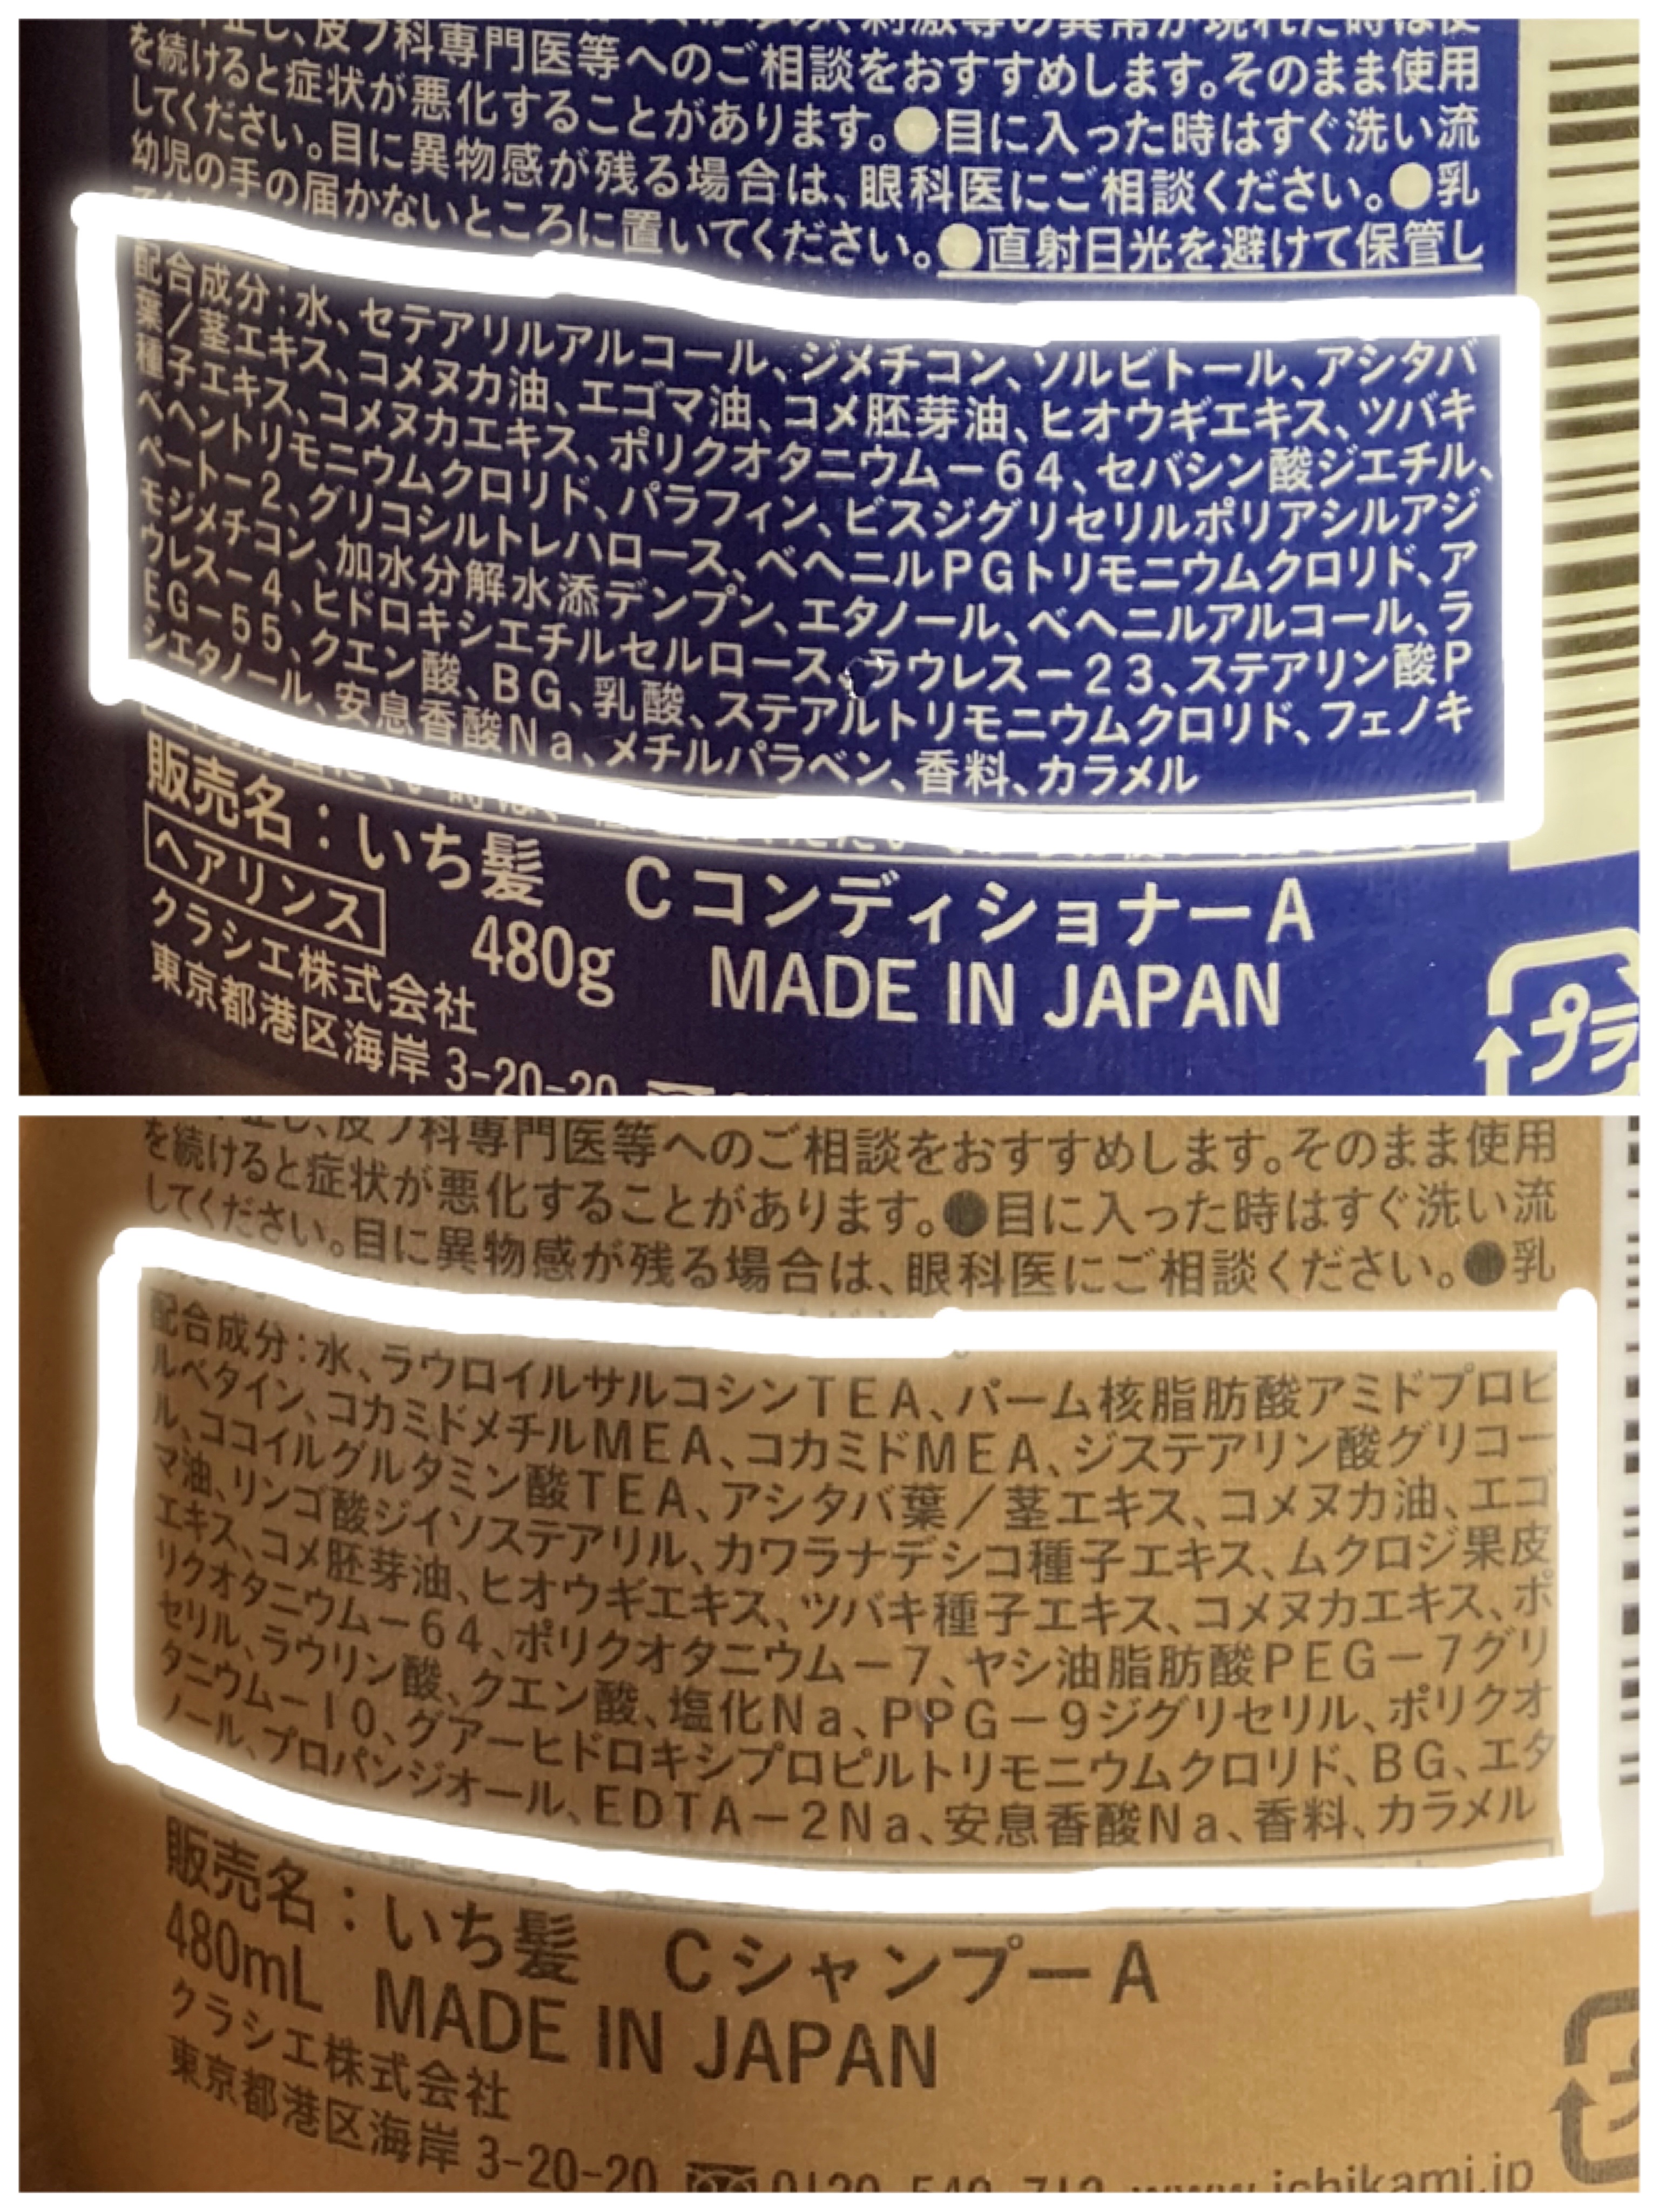 皮フ科専門医等へのご相談をおすすめします。そのまま使用
を続けると症状が悪化することがあります。●目に入った時はすぐ洗い流
してください。目に異物感が残る場合は、眼科医にご相談ください。●乳
幼児の手の届かないところに置いてください。●直射日光を避けて保管し
配合成分：水、セテアリルアルコール、ジメチコン、ソルビトール、アシタバ
葉／茎エキス、コメヌカ油、エゴマ油、コメ胚芽油、ヒオウギエキス、ツバキ
種子エキス、コメヌカエキス、ポリクオタニウム－64、セバシン酸ジエチル、
ベヘントリモニウムクロリド、パラフィン、ビスジグリセリルポリアシルアジ
ペート－2、グリコシルトレハロース、ベヘニルPGトリモニウムクロリド、ア
モジメチコン、加水分解水添デンプン、エタノール、ベヘニルアルコール、ラ
ウレス－4、ヒドロキシエチルセルロース、ラウレス－23、ステアリン酸P
EG－55、クエン酸、BG、乳酸、ステアルトリモニウムクロリド、フェノキ
シエタノール、安息香酸Na、メチルパラベン、香料、カラメル
販売名：いち髪 CコンディショナーA
ヘアリンス 480g MADE IN JAPAN
クラシエ株式会社
東京都港区海岸 3-20-20
プラ
皮フ科専門医等へのご相談をおすすめします。そのまま使用
を続けると症状が悪化することがあります。●目に入った時はすぐ洗い流
してください。目に異物感が残る場合は、眼科医にご相談ください。●乳
配合成分：水、ラウロイルサルコシンTEA、パーム核脂肪酸アミドプロピ
ルベタイン、コカミドメチルMEA、コカミドMEA、ジステアリン酸グリコー
ル、ココイルグルタミン酸TEA、アシタバ葉／茎エキス、コメヌカ油、エゴ
マ油、リンゴ酸ジイソステアリル、カワラナデシコ種子エキス、ムクロジ果皮
エキス、コメ胚芽油、ヒオウギエキス、ツバキ種子エキス、コメヌカエキス、ポ
リクオタニウム－64、ポリクオタニウム－7、ヤシ油脂肪酸PEG－7グリ
セリル、ラウリン酸、クエン酸、塩化Na、PPG－9ジグリセリル、ポリクオ
タニウム－10、グアーヒドロキシプロピルトリモニウムクロリド、BG、エタ
ノール、プロパンジオール、EDTA－2Na、安息香酸Na、香料、カラメル
販売名：いち髪 CシャンプーA
480mL MADE IN JAPAN
クラシエ株式会社
東京都港区海岸 3-20-20
www.ichikami.jp